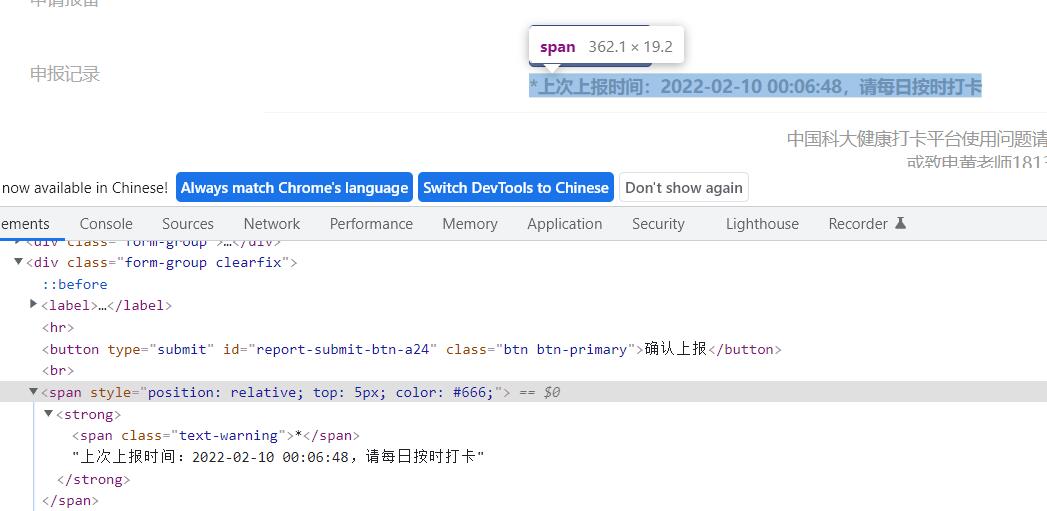 申请报备
span 362.1 × 19.2
申报记录
*上次上报时间：2022-02-10 00:06:48，请每日按时打卡
中国科大健康打卡平台使用问题请
或致电黄老师181
now available in Chinese! Always match Chrome's language Switch DevTools to Chinese Don't show again
ements Console Sources Network Performance Memory Application Security Lighthouse Recorder
<div class="form-group">…</div>
<div class="form-group clearfix">
::before
<label>…</label>
<hr>
<button type="submit" id="report-submit-btn-a24" class="btn btn-primary">确认上报</button>
<br>
<span style="position: relative; top: 5px; color: #666;"> == $0
<strong>
<span class="text-warning">*</span>
"上次上报时间：2022-02-10 00:06:48，请每日按时打卡"
</strong>
</span>